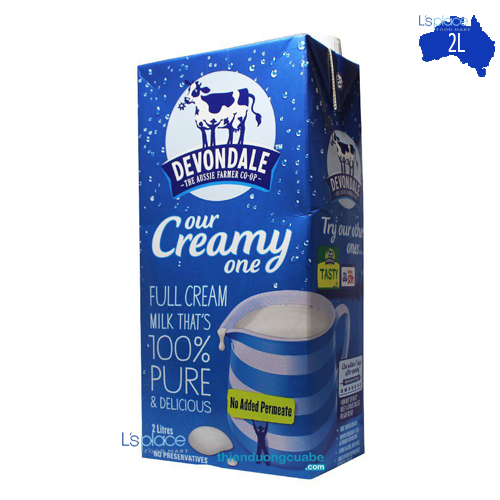 L'splace
FOOD MART
2L
DEVONDALE™
-THE AUSSIE FARMER CO-OP-
our
Creamy
one
FULL CREAM
MILK THAT'S
100%
PURE
& DELICIOUS
No Added Permeate
2 Litres
NO PRESERVATIVES
DEVONDALE
Try our other
ones
TASTY
L'splace
FOOD MART
thienduongcuabe
.com